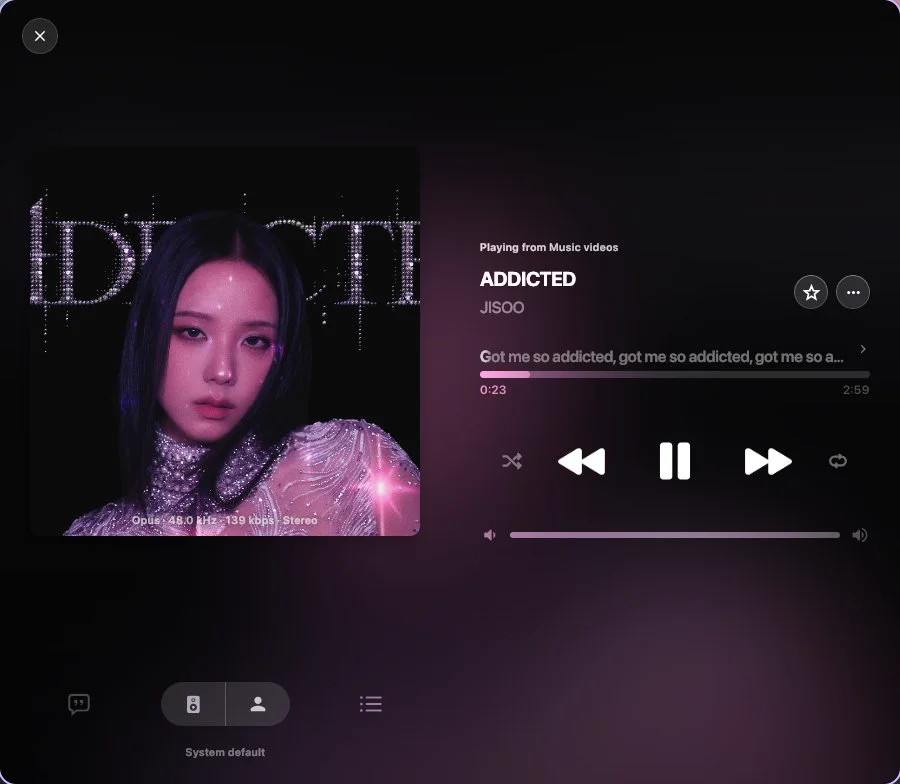 ADDICTE
Opus · 48.0 kHz · 139 kbps · Stereo
Playing from Music videos
ADDICTED
JISOO
Got me so addicted, got me so addicted, got me so a...
0:23
2:59
System default